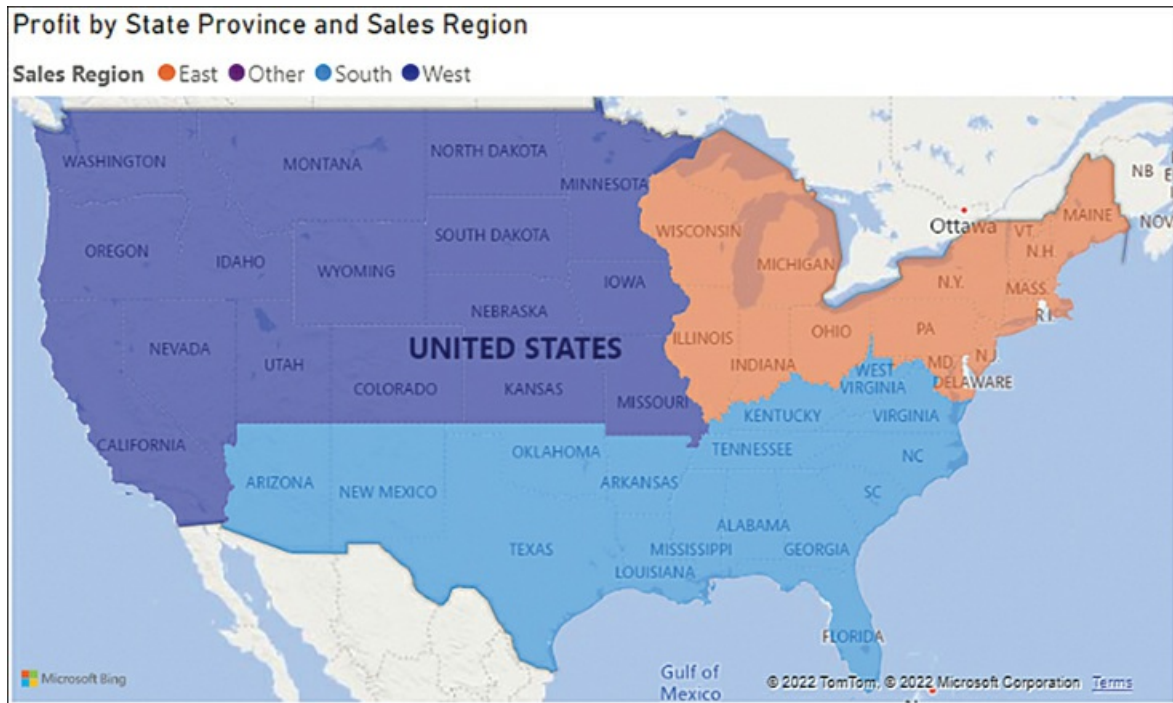 Profit by State Province and Sales Region
Sales Region East Other South West
WASHINGTON
MONTANA
NORTH DAKOTA
MINNESOTA
OREGON
IDAHO
WYOMING
SOUTH DAKOTA
WISCONSIN
MICHIGAN
Ottawa
NB
MAINE
VT.
N.H.
NOV
NEVADA
UTAH
COLORADO
NEBRASKA
IOWA
UNITED STATES
KANSAS
MISSOURI
ILLINOIS
INDIANA
OHIO
PA
N.Y.
MASS.
R.I.
N.J.
MD
DELAWARE
WEST
VIRGINIA
VIRGINIA
KENTUCKY
CALIFORNIA
ARIZONA
NEW MEXICO
OKLAHOMA
ARKANSAS
TENNESSEE
NC
SC
TEXAS
LOUISIANA
MISSISSIPPI
ALABAMA
GEORGIA
FLORIDA
Gulf of
Mexico
Microsoft Bing
© 2022 TomTom, © 2022 Microsoft Corporation Terms